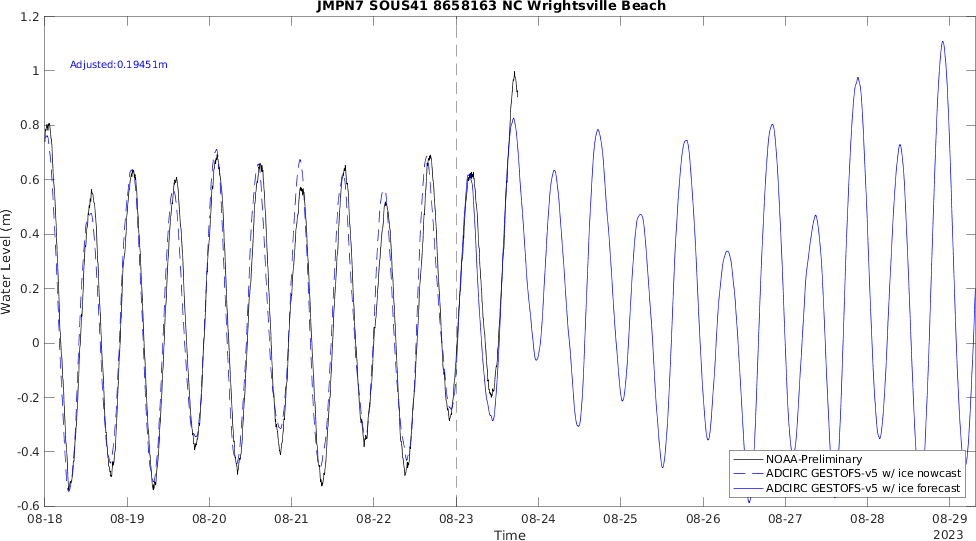 JMPN7 SOUS41 8658163 NC Wrightsville Beach
1.2
1
0.8
0.6
0.4
0.2
0
-0.2
-0.4
-0.6
Water Level (m)
Adjusted:0.19451m
NOAA-Preliminary
ADCIRC GESTOFS-v5 w/ ice nowcast
ADCIRC GESTOFS-v5 w/ ice forecast
08-18 08-19 08-20 08-21 08-22 08-23 08-24 08-25 08-26 08-27 08-28 08-29
Time
2023